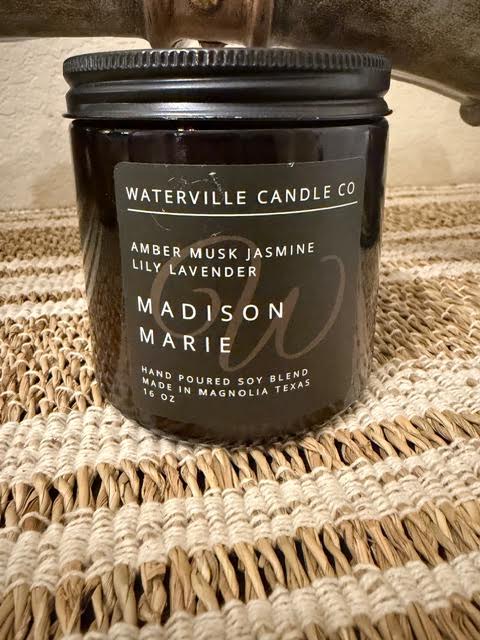 WATERVILLE CANDLE CO
AMBER MUSK JASMINE
LILY LAVENDER
MADISON
MARIE
HAND POURED SOY BLEND
MADE IN MAGNOLIA TEXAS
16 OZ